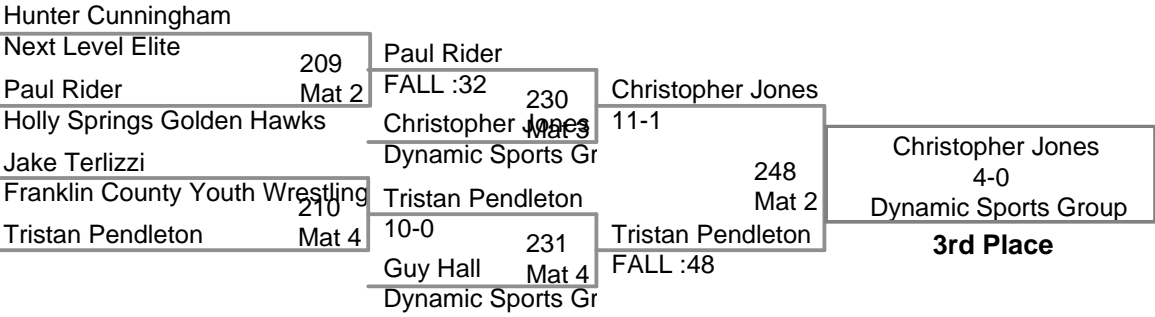 Hunter Cunningham
Next Level Elite
209
Mat 2
Paul Rider
Holly Springs Golden Hawks
Jake Terlizzi
Franklin County Youth Wrestling
210
Mat 4
Tristan Pendleton
Paul Rider
FALL :32
230
Mat 3
Christopher Jones
Dynamic Sports Gr
Tristan Pendleton
10-0
231
Mat 4
Guy Hall
Dynamic Sports Gr
Christopher Jones
11-1
248
Mat 2
Tristan Pendleton
FALL :48
Christopher Jones
4-0
Dynamic Sports Group
3rd Place